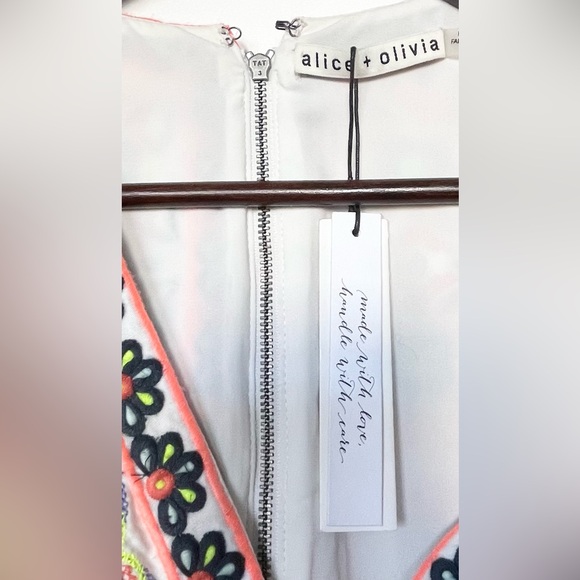 alice + olivia
TAT
3
made with love,
handle with care